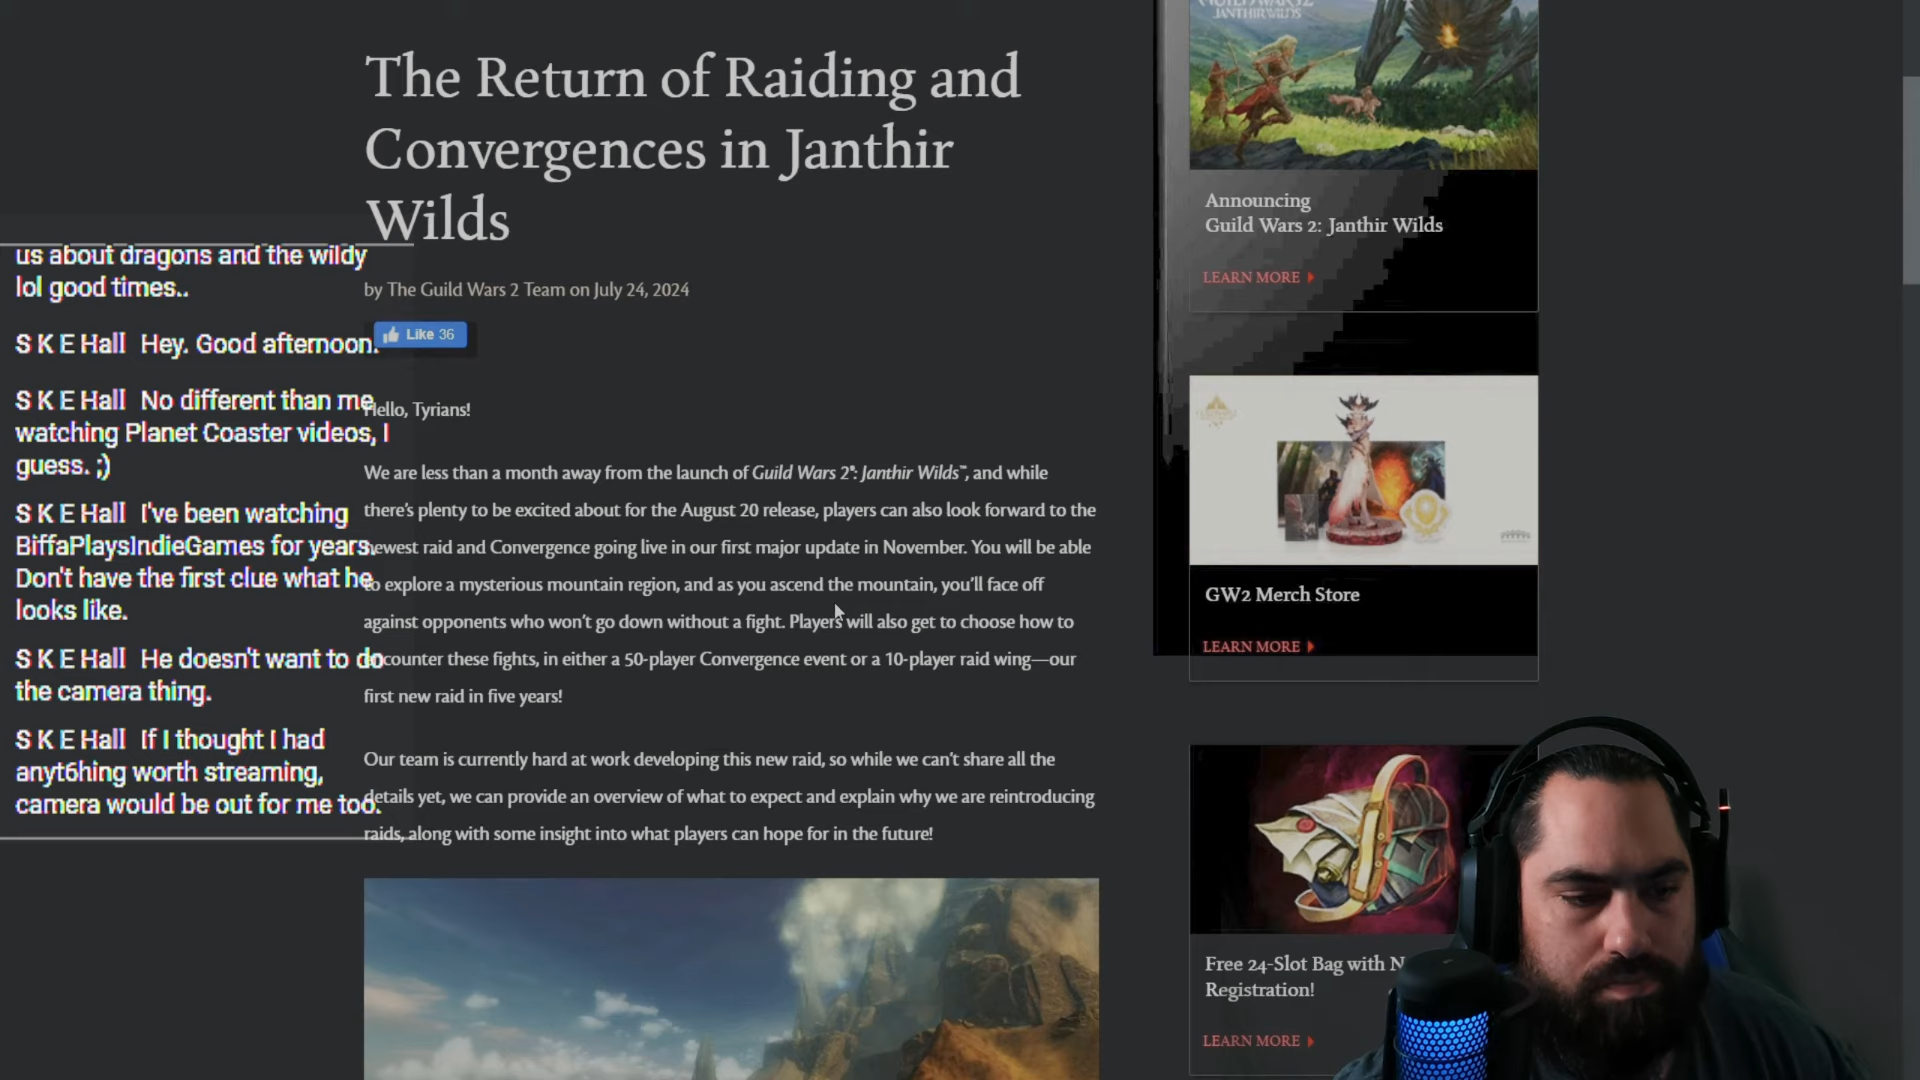 The Return of Raiding and
Convergences in Janthir
Wilds
by The Guild Wars 2 Team on July 24, 2024
Like 36
Hello, Tyrians!
We are less than a month away from the launch of Guild Wars 2®: Janthir Wilds™, and while
there's plenty to be excited about for the August 20 release, players can also look forward to the
newest raid and Convergence going live in our first major update in November. You will be able
to explore a mysterious mountain region, and as you ascend the mountain, you'll face off
against opponents who won't go down without a fight. Players will also get to choose how to
encounter these fights, in either a 50-player Convergence event or a 10-player raid wing—our
first new raid in five years!
Our team is currently hard at work developing this new raid, so while we can't share all the
details yet, we can provide an overview of what to expect and explain why we are reintroducing
raids, along with some insight into what players can hope for in the future!
us about dragons and the wildy
lol good times..
S K E Hall Hey. Good afternoon.
S K E Hall No different than me
watching Planet Coaster videos, I
guess. ;)
S K E Hall I've been watching
BiffaPlaysIndieGames for years.
Don't have the first clue what he
looks like.
S K E Hall He doesn't want to do
the camera thing.
S K E Hall If I thought I had
anyt6hing worth streaming,
camera would be out for me too.
GUILD WARS 2
JANTHIR WILDS
Announcing
Guild Wars 2: Janthir Wilds
LEARN MORE
GW2 Merch Store
LEARN MORE
Free 24-Slot Bag with N
Registration!
LEARN MORE